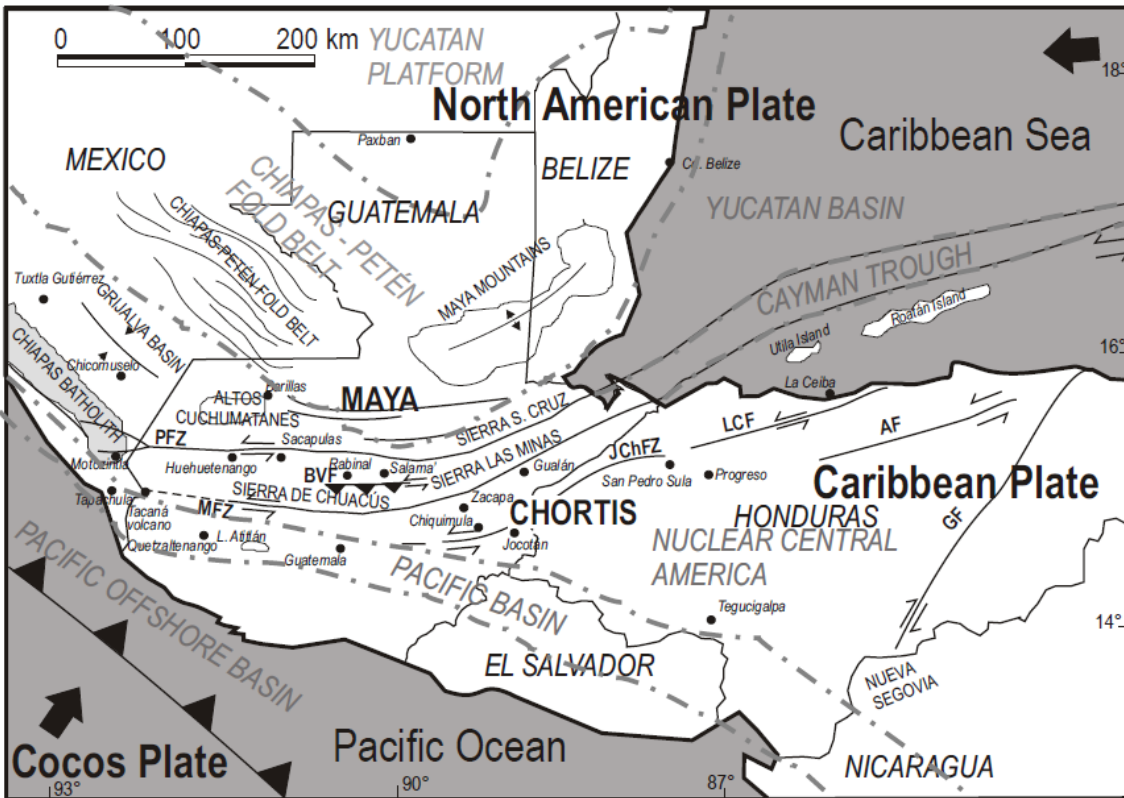 0 100 200 km
YUCATAN
PLATFORM
18°
North American Plate
Caribbean Sea
Paxban
MEXICO
BELIZE
Belize
CHIAPAS - PETÉN
FOLD BELT
GUATEMALA
YUCATAN BASIN
CHIAPAS-PETÉN FOLD BELT
MAYA MOUNTAINS
CAYMAN TROUGH
Tuxtla Gutiérrez
GRIJALVA BASIN
Roatán Island
Utila Island
16°
CHIAPAS BATHOLITH
Chicomuselo
La Ceiba
ALTOS
CUCHUMATANES
Barillas
MAYA
SIERRA S. CRUZ
LCF
AF
PFZ
Sacapulas
SIERRA LAS MINAS
JChFZ
Motozintla
Huehuetenango
BVF
Rabinal
Salama'
Gualán
San Pedro Sula
Progreso
Caribbean Plate
Tapachula
Tacaná
volcano
SIERRA DE CHUACÚS
MFZ
Zacapa
CHORTIS
HONDURAS
GF
Quetzaltenango
L. Atitlán
Chiquimula
Jocotán
Guatemala
NUCLEAR CENTRAL
AMERICA
PACIFIC BASIN
PACIFIC OFFSHORE BASIN
Tegucigalpa
14°
EL SALVADOR
NUEVA
SEGOVIA
Cocos Plate
Pacific Ocean
NICARAGUA
93°
90°
87°